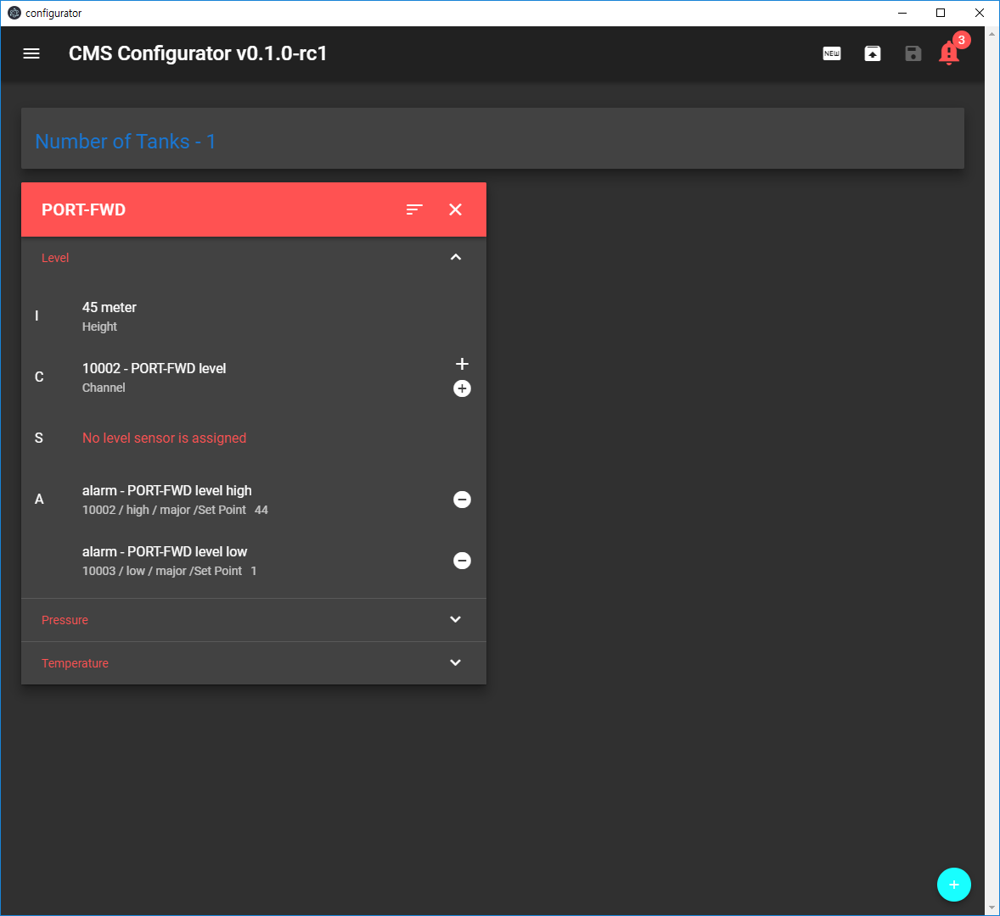 configurator
CMS Configurator v0.1.0-rc1
NEW
3
Number of Tanks - 1
PORT-FWD
Level
I
45 meter
Height
C
10002 - PORT-FWD level
Channel
S
No level sensor is assigned
A
alarm - PORT-FWD level high
10002 / high / major /Set Point 44
alarm - PORT-FWD level low
10003 / low / major /Set Point 1
Pressure
Temperature